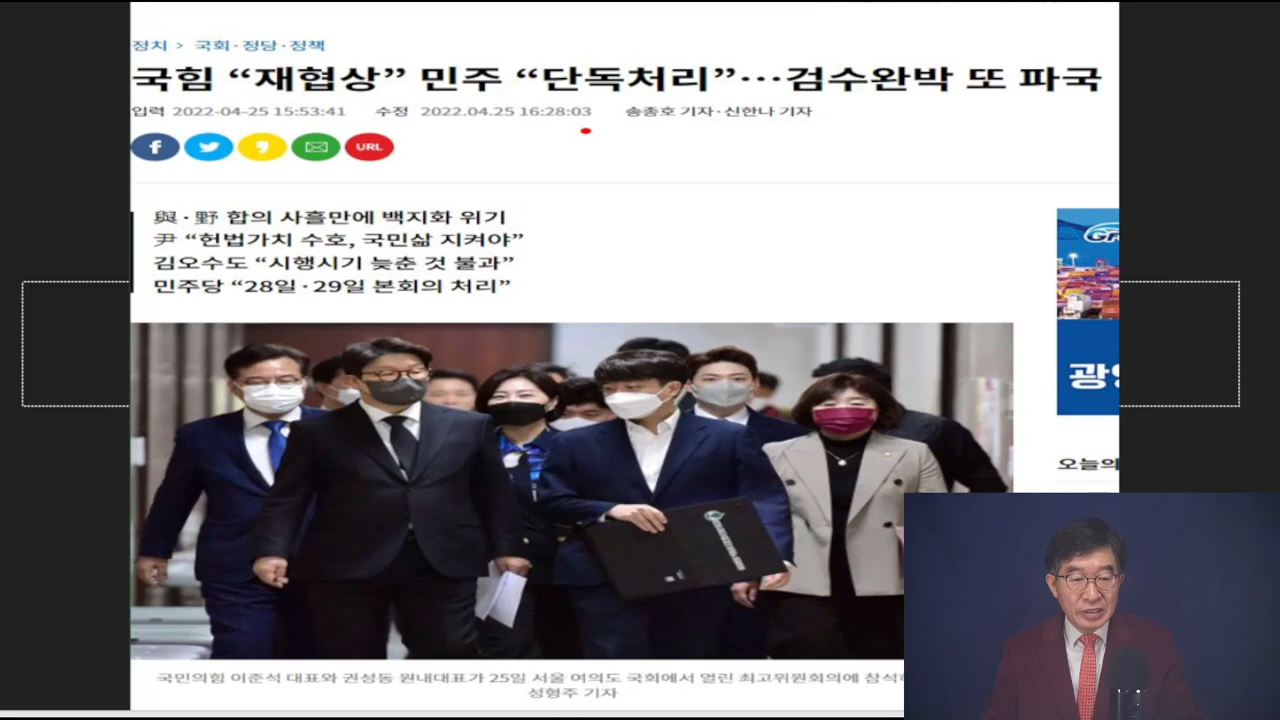 정치 > 국회·정당·정책
국힘 “재협상” 민주 “단독처리”…검수완박 또 파국
입력 2022-04-25 15:53:41 수정 2022.04.25 16:28:03 송종호 기자·신한나 기자
URL
與·野 합의 사흘만에 백지화 위기
尹 “헌법가치 수호, 국민삶 지켜야”
김오수도 “시행시기 늦춘 것 불과”
민주당 “28일·29일 본회의 처리”
오늘의
국민의힘 이준석 대표와 권성동 원내대표가 25일 서울 여의도 국회에서 열린 최고위원회의에 참석
성형주 기자